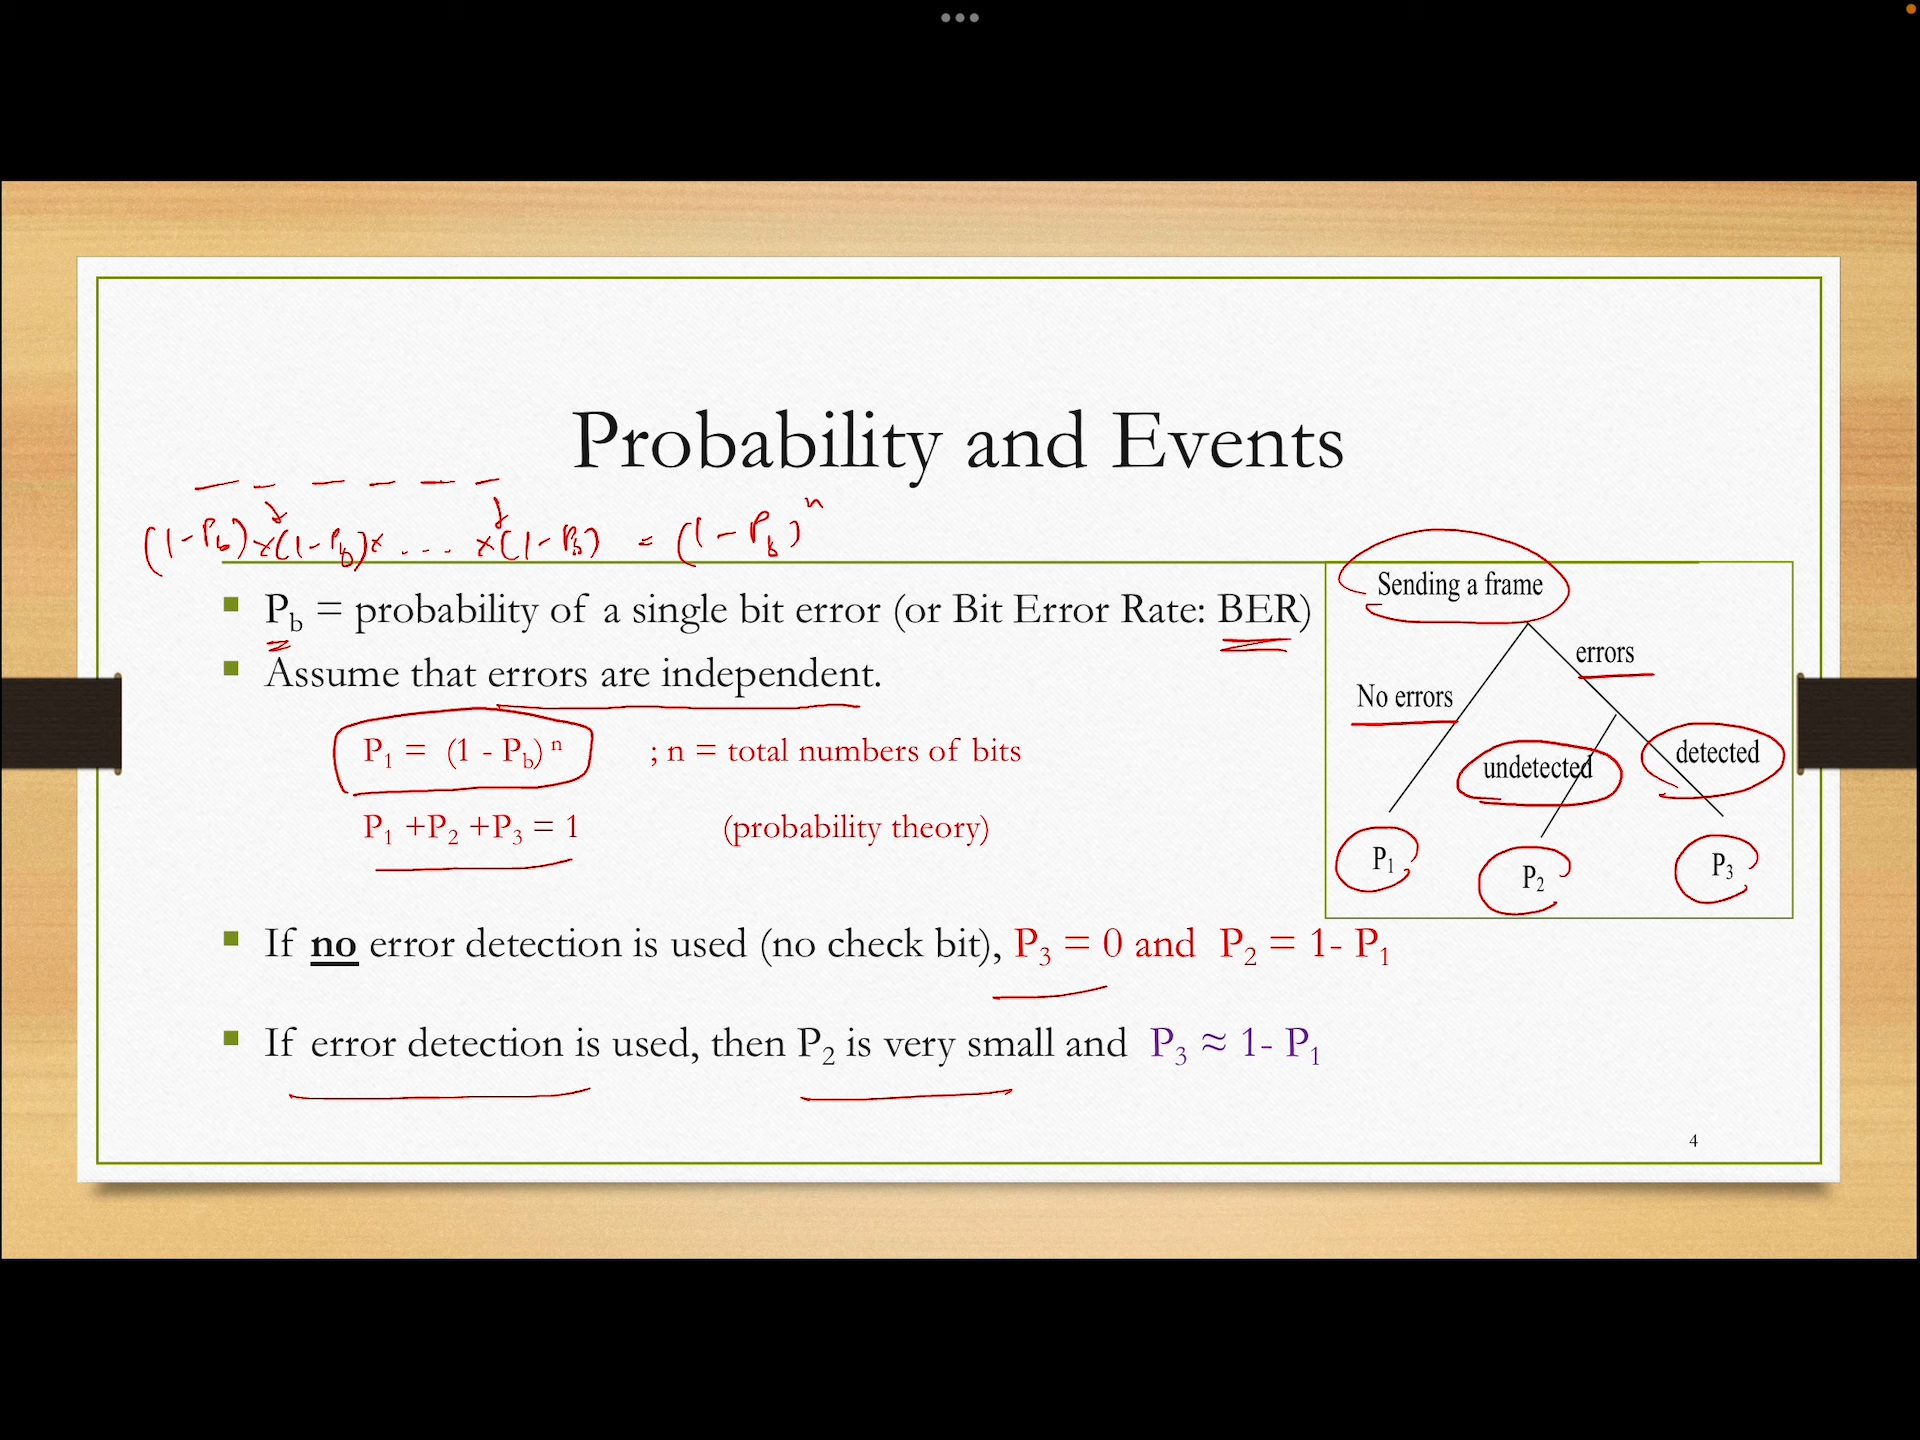 Probability and Events
(1-Pb)x(1-Pb)x ... x(1-Pb) = (1-Pb)^n
Pb = probability of a single bit error (or Bit Error Rate: BER)
Assume that errors are independent.
P1 = (1 - Pb)^n ; n = total numbers of bits
P1 +P2 +P3 = 1 (probability theory)
If no error detection is used (no check bit), P3 = 0 and P2 = 1- P1
If error detection is used, then P2 is very small and P3 ≈ 1- P1
Sending a frame
errors
No errors
undetected
detected
P1
P2
P3
4